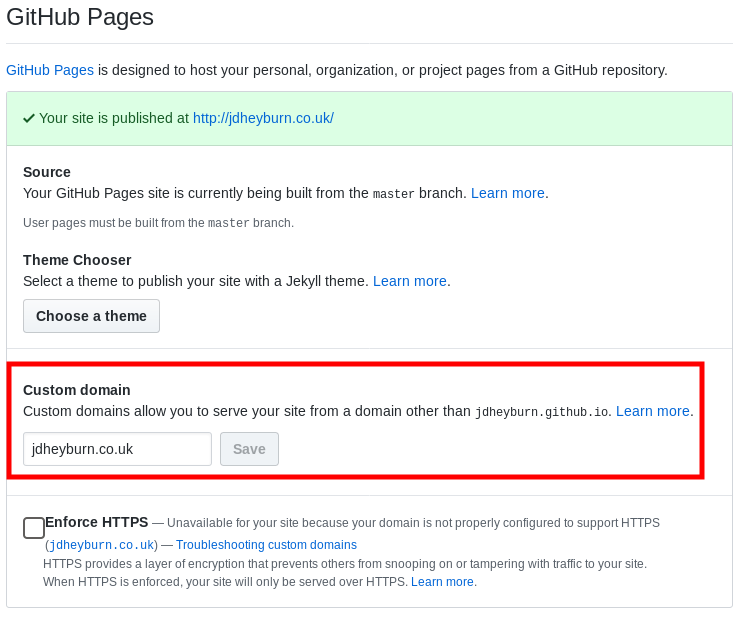 GitHub Pages
GitHub Pages is designed to host your personal, organization, or project pages from a GitHub repository.
Your site is published at http://jdheyburn.co.uk/
Source
Your GitHub Pages site is currently being built from the master branch. Learn more.
User pages must be built from the master branch.
Theme Chooser
Select a theme to publish your site with a Jekyll theme. Learn more.
Choose a theme
Custom domain
Custom domains allow you to serve your site from a domain other than jdheyburn.github.io. Learn more.
jdheyburn.co.uk Save
Enforce HTTPS — Unavailable for your site because your domain is not properly configured to support HTTPS
(jdheyburn.co.uk) — Troubleshooting custom domains
HTTPS provides a layer of encryption that prevents others from snooping on or tampering with traffic to your site.
When HTTPS is enforced, your site will only be served over HTTPS. Learn more.